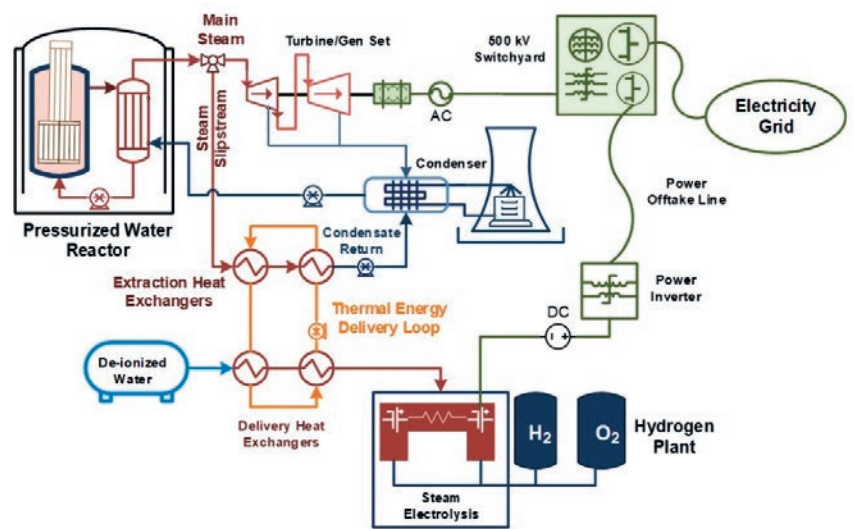 Main
Steam
Turbine/Gen Set
500 kV
Switchyard
AC
Electricity
Grid
Steam
Slipstream
Condenser
Power
Offtake Line
Pressurized Water
Reactor
Condensate
Return
Extraction Heat
Exchangers
Power
Inverter
Thermal Energy
Delivery Loop
DC
De-ionized
Water
Delivery Heat
Exchangers
H2
O2
Hydrogen
Plant
Steam
Electrolysis